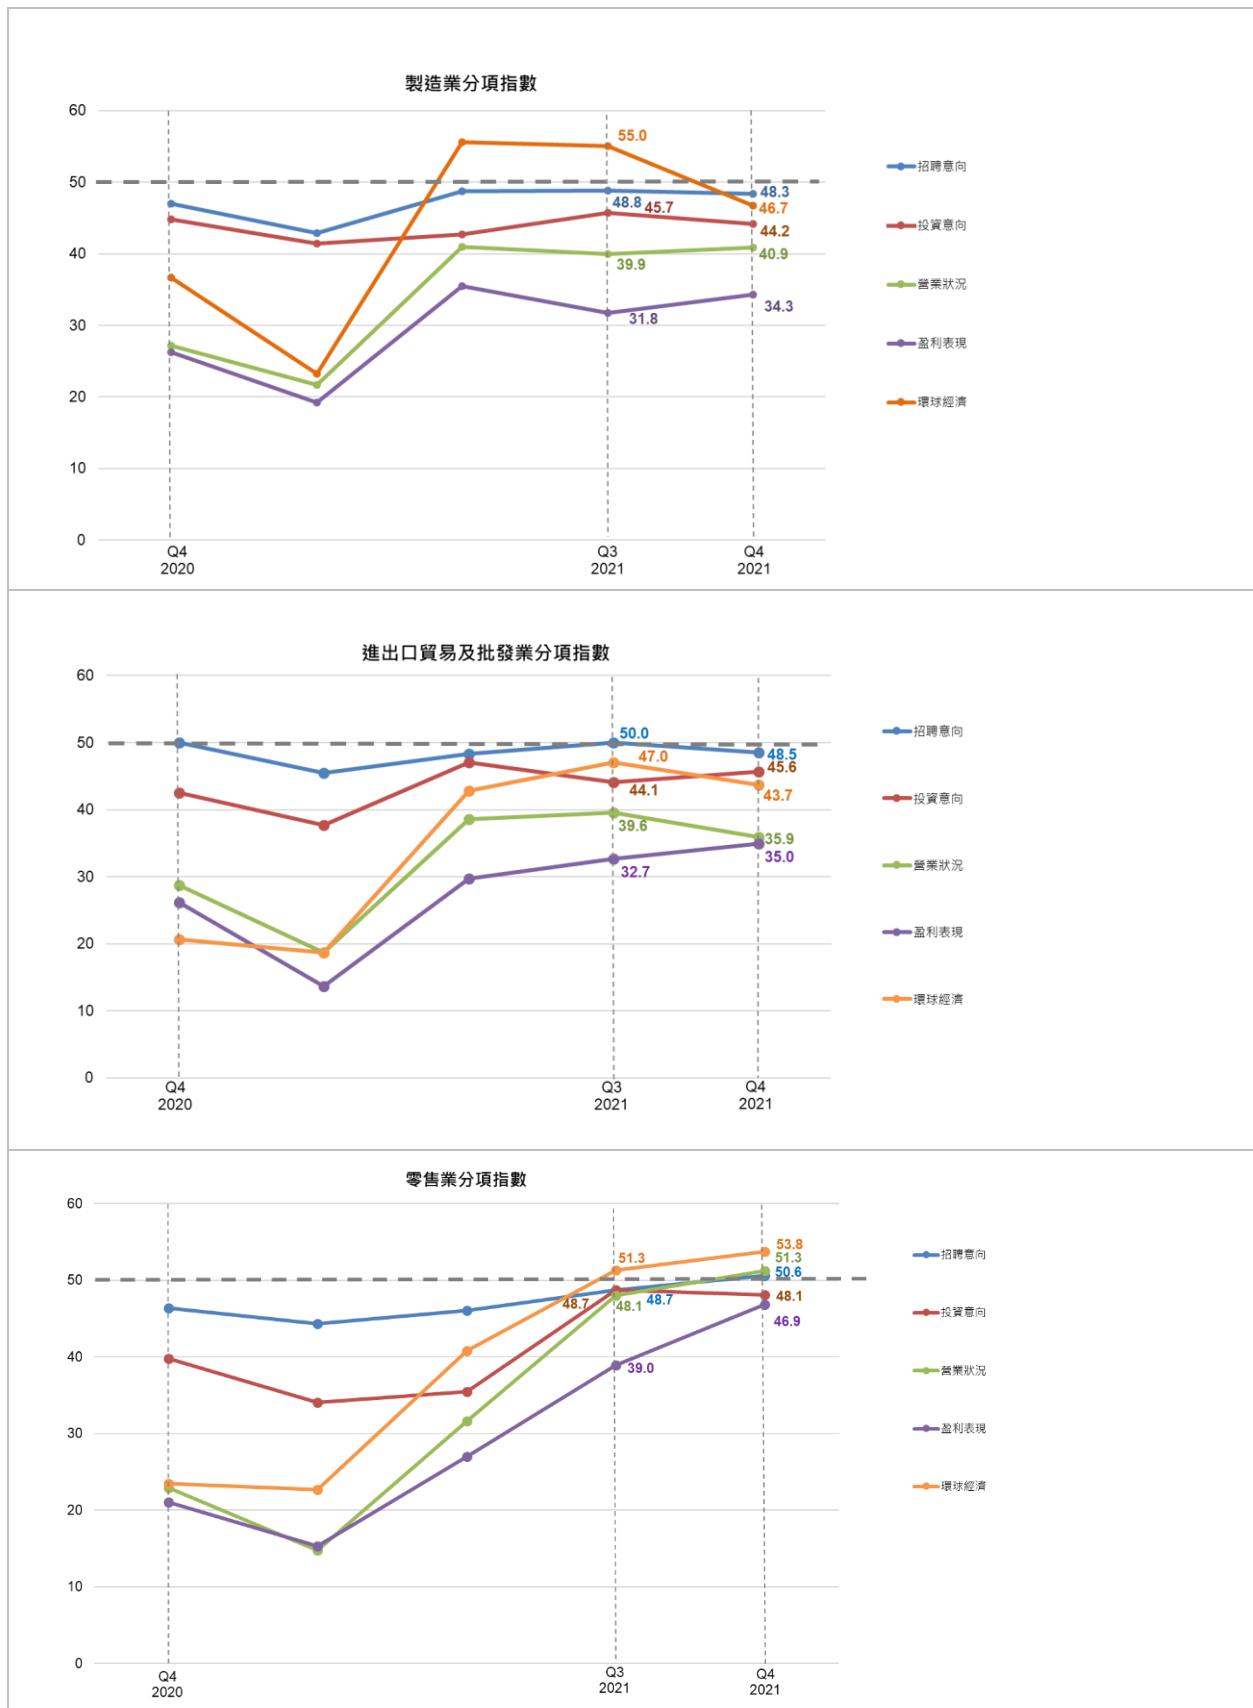 製造業分項指數
60
50
40
30
20
10
0
55.0
48.8
45.7
39.9
31.8
48.3
46.7
44.2
40.9
34.3
Q4
2020
Q3
2021
Q4
2021
招聘意向
投資意向
營業狀況
盈利表現
環球經濟
進出口貿易及批發業分項指數
60
50
40
30
20
10
0
50.0
47.0
44.1
39.6
32.7
48.5
45.6
43.7
35.9
35.0
Q4
2020
Q3
2021
Q4
2021
招聘意向
投資意向
營業狀況
盈利表現
環球經濟
零售業分項指數
60
50
40
30
20
10
0
51.3
48.7
48.7
48.1
39.0
53.8
51.3
50.6
48.1
46.9
Q4
2020
Q3
2021
Q4
2021
招聘意向
投資意向
營業狀況
盈利表現
環球經濟